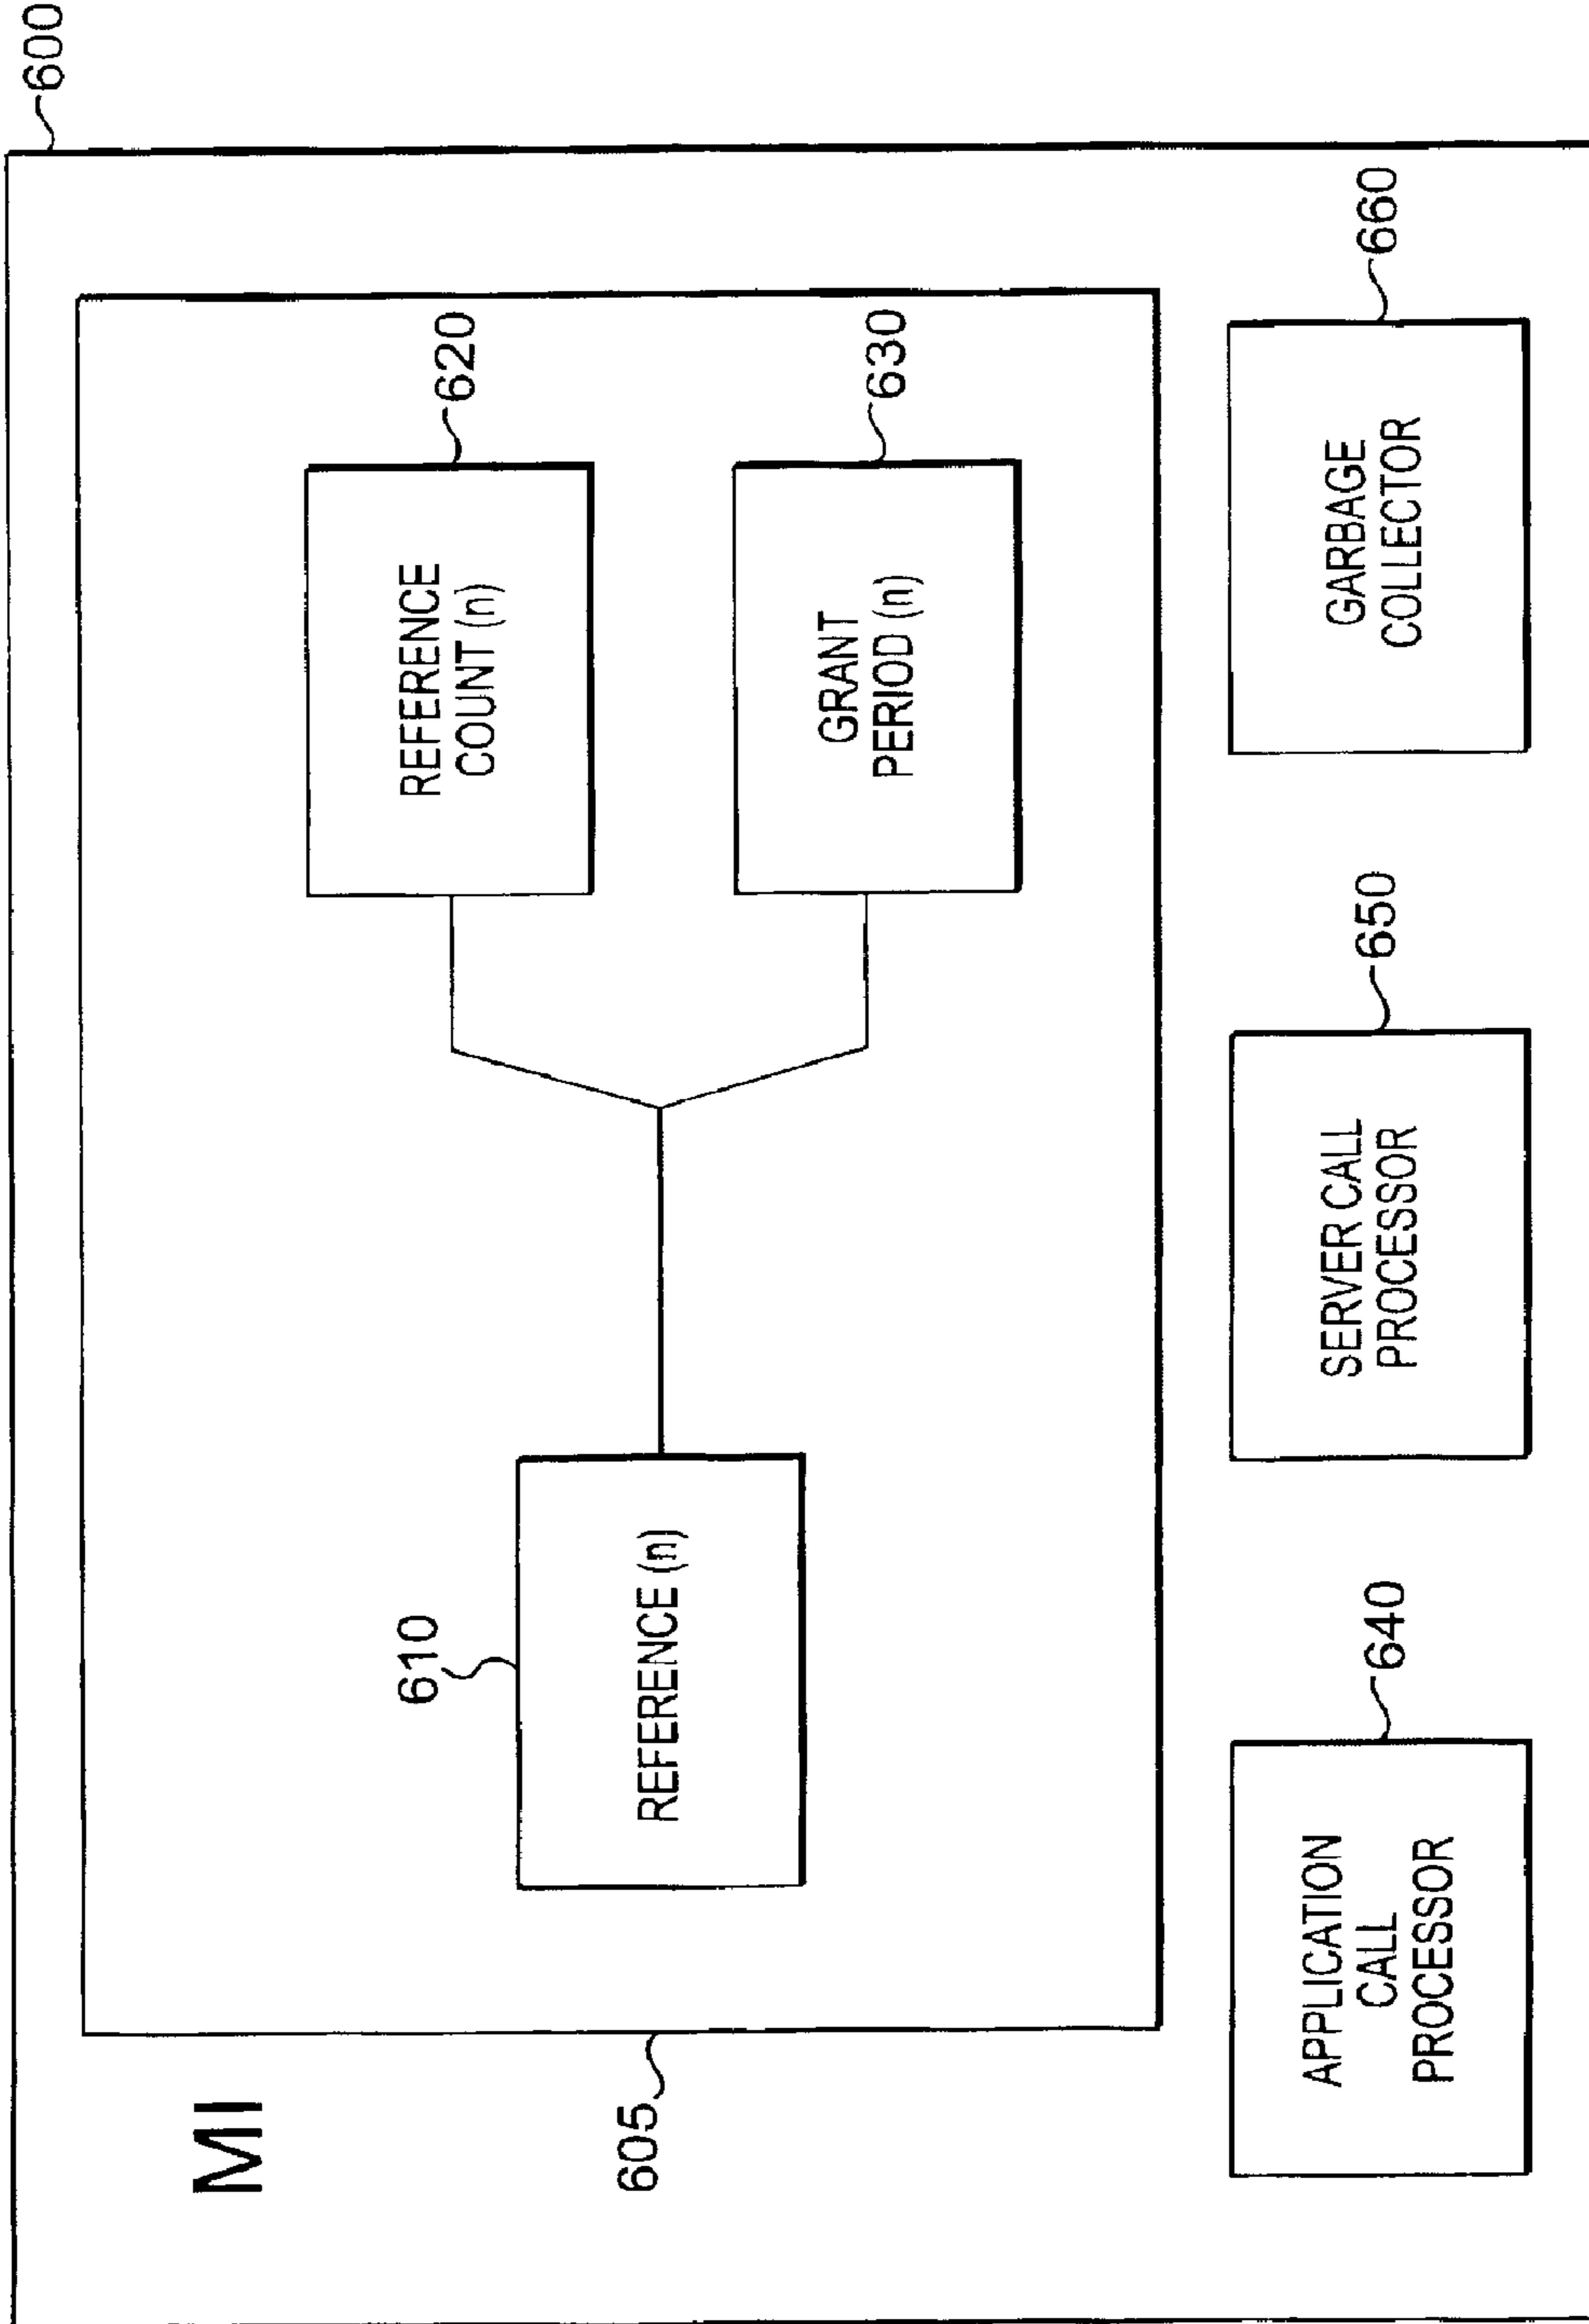 600
MI
605
610
REFERENCE (n)
620
REFERENCE
COUNT (n)
630
GRANT
PERIOD (n)
640
APPLICATION
CALL
PROCESSOR
650
SERVER CALL
PROCESSOR
660
GARBAGE
COLLECTOR